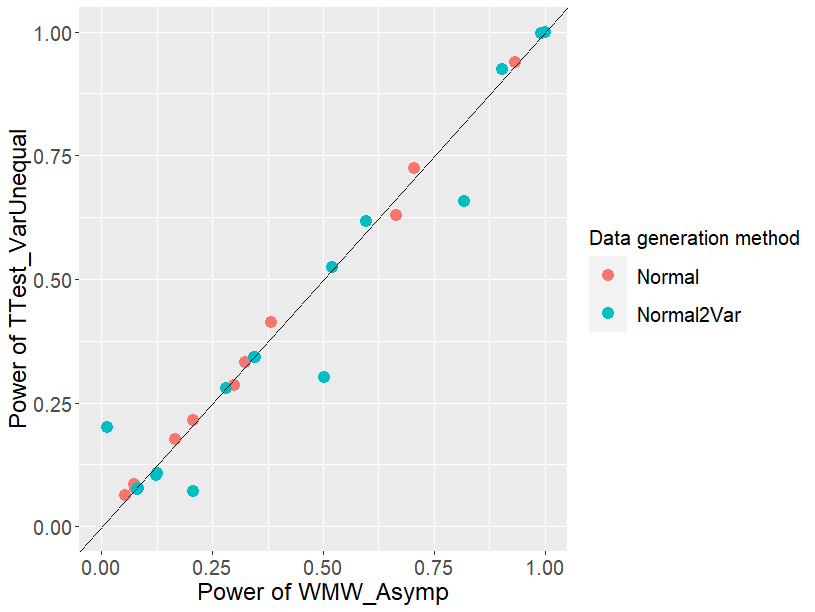 Power of TTest_VarUnequal
1.00
0.75
0.50
0.25
0.00
0.00 0.25 0.50 0.75 1.00
Power of WMW_Asymp
Data generation method
Normal
Normal2Var